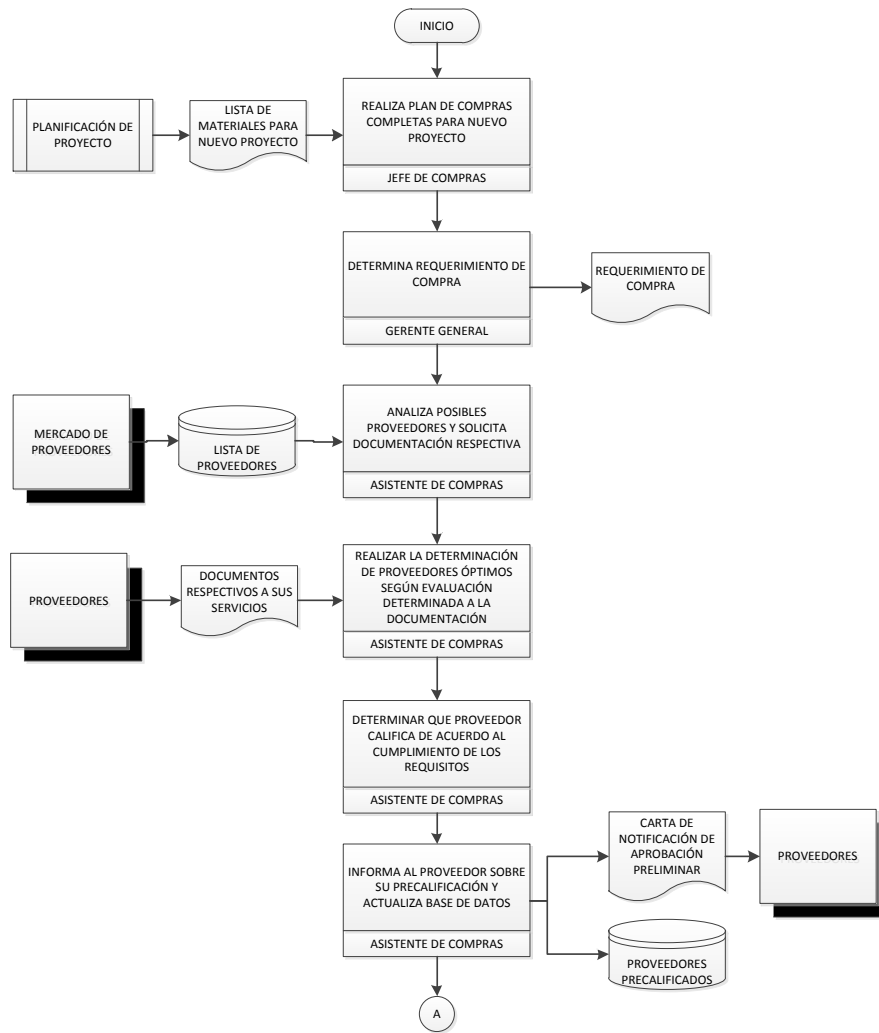 INICIO
PLANIFICACIÓN DE
PROYECTO
LISTA DE
MATERIALES PARA
NUEVO PROYECTO
REALIZA PLAN DE COMPRAS
COMPLETAS PARA NUEVO
PROYECTO
JEFE DE COMPRAS
DETERMINA REQUERIMIENTO DE
COMPRA
GERENTE GENERAL
REQUERIMIENTO DE
COMPRA
MERCADO DE
PROVEEDORES
LISTA DE
PROVEEDORES
ANALIZA POSIBLES
PROVEEDORES Y SOLICITA
DOCUMENTACIÓN RESPECTIVA
ASISTENTE DE COMPRAS
PROVEEDORES
DOCUMENTOS
RESPECTIVOS A SUS
SERVICIOS
REALIZAR LA DETERMINACIÓN
DE PROVEEDORES ÓPTIMOS
SEGÚN EVALUACIÓN
DETERMINADA A LA
DOCUMENTACIÓN
ASISTENTE DE COMPRAS
DETERMINAR QUE PROVEEDOR
CALIFICA DE ACUERDO AL
CUMPLIMIENTO DE LOS
REQUISITOS
ASISTENTE DE COMPRAS
INFORMA AL PROVEEDOR SOBRE
SU PRECALIFICACIÓN Y
ACTUALIZA BASE DE DATOS
ASISTENTE DE COMPRAS
CARTA DE
NOTIFICACIÓN DE
APROBACIÓN
PRELIMINAR
PROVEEDORES
PROVEEDORES
PRECALIFICADOS
A